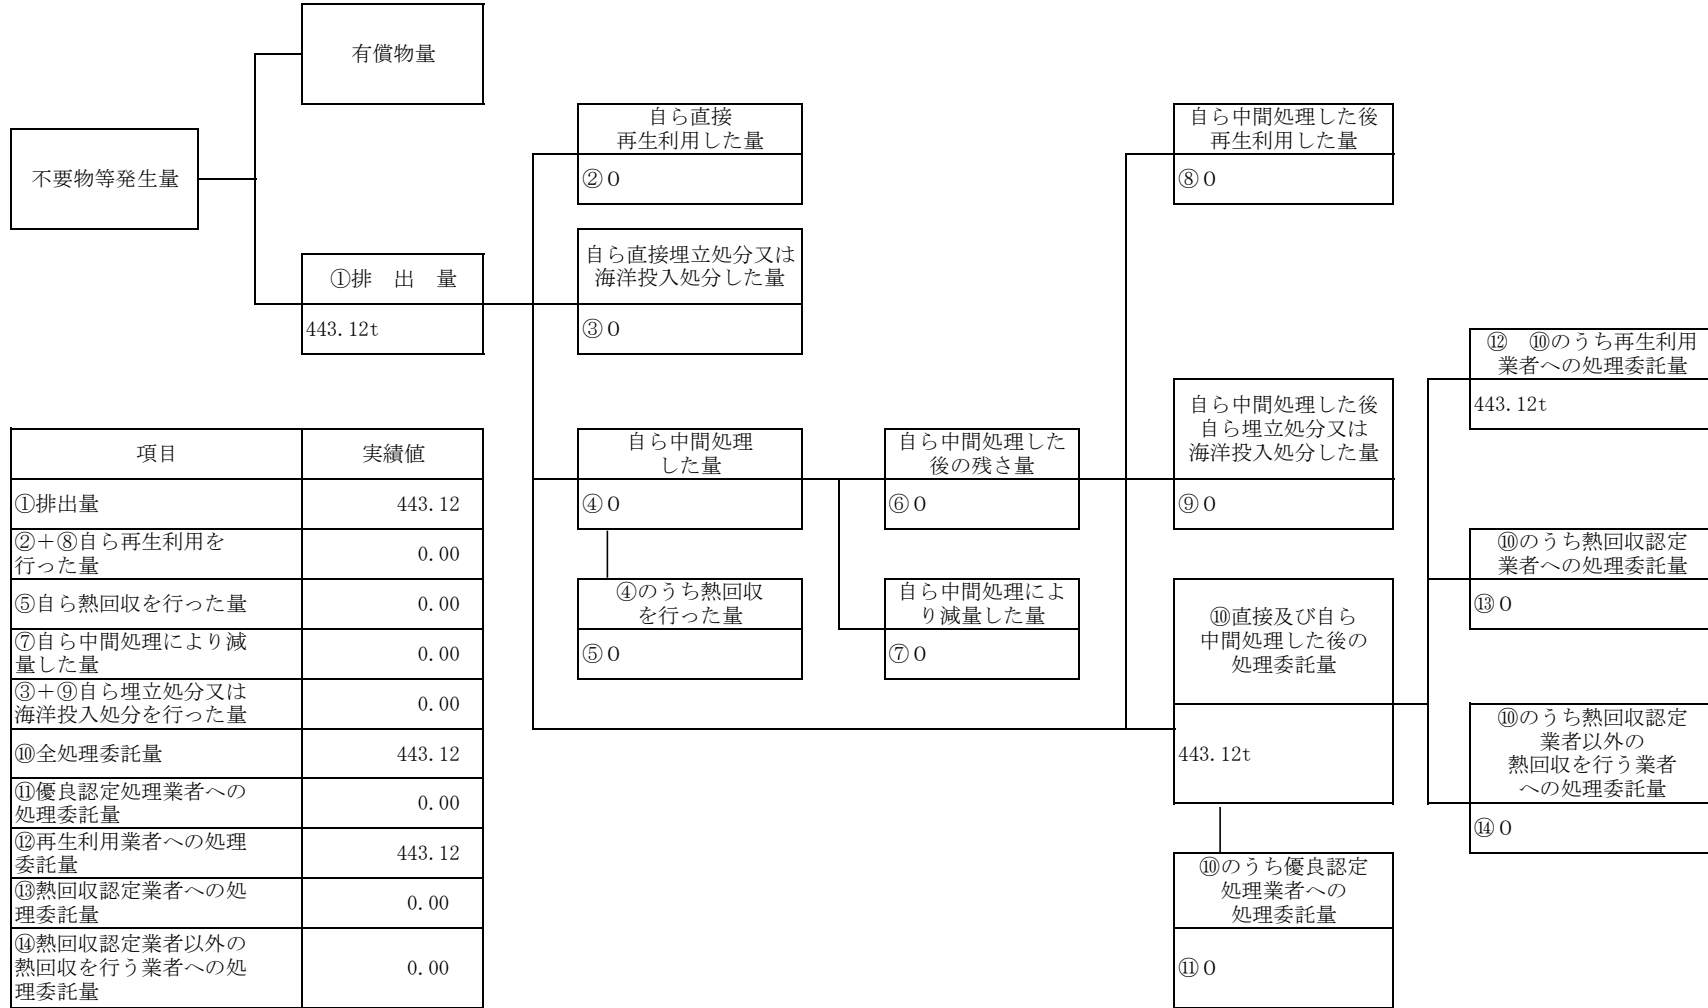 有償物量
不要物等発生量
①排　出　量
443.12t
自ら直接
再生利用した量
②0
自ら直接埋立処分又は
海洋投入処分した量
③0
自ら中間処理
した量
④0
④のうち熱回収
を行った量
⑤0
自ら中間処理した
後の残さ量
⑥0
自ら中間処理によ
り減量した量
⑦0
自ら中間処理した後
再生利用した量
⑧0
自ら中間処理した後
自ら埋立処分又は
海洋投入処分した量
⑨0
⑩直接及び自ら
中間処理した後の
処理委託量
443.12t
⑩のうち優良認定
処理業者への
処理委託量
⑪0
⑫　⑩のうち再生利用
業者への処理委託量
443.12t
⑩のうち熱回収認定
業者への処理委託量
⑬0
⑩のうち熱回収認定
業者以外の
熱回収を行う業者
への処理委託量
⑭0
項目 実績値
①排出量 443.12
②＋⑧自ら再生利用を
行った量 0.00
⑤自ら熱回収を行った量 0.00
⑦自ら中間処理により減
量した量 0.00
③＋⑨自ら埋立処分又は
海洋投入処分を行った量 0.00
⑩全処理委託量 443.12
⑪優良認定処理業者への
処理委託量 0.00
⑫再生利用業者への処理
委託量 443.12
⑬熱回収認定業者への処
理委託量 0.00
⑭熱回収認定業者以外の
熱回収を行う業者への処
理委託量 0.00